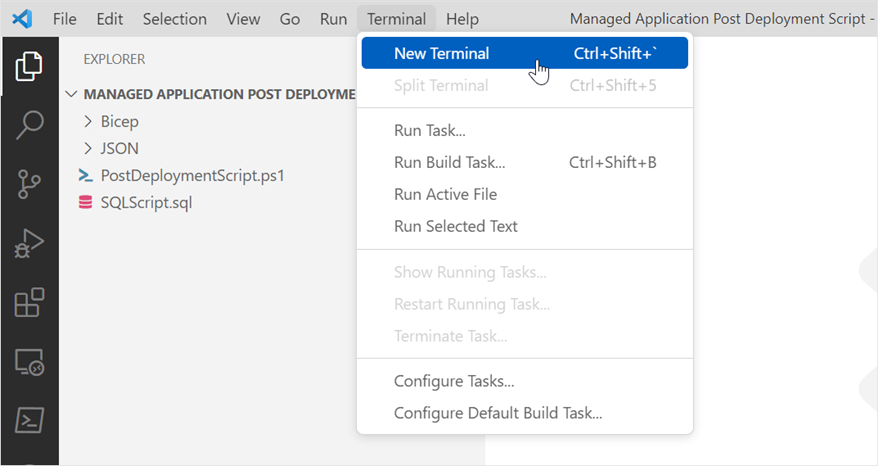 File Edit Selection View Go Run Terminal Help Managed Application Post Deployment Script -
EXPLORER
MANAGED APPLICATION POST DEPLOYME
Bicep
JSON
PostDeploymentScript.ps1
SQLScript.sql
New Terminal Ctrl+Shift+`
Split Terminal Ctrl+Shift+5
Run Task...
Run Build Task... Ctrl+Shift+B
Run Active File
Run Selected Text
Show Running Tasks...
Restart Running Task...
Terminate Task...
Configure Tasks...
Configure Default Build Task...